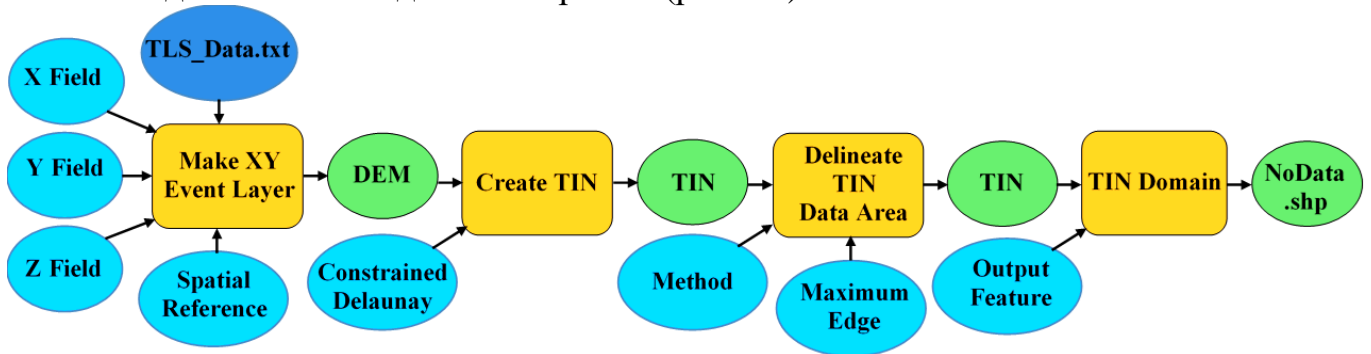 TLS_Data.txt
X Field
Y Field
Z Field
Spatial
Reference
Make XY
Event Layer
DEM
Constrained
Delaunay
Create TIN
TIN
Method
Delineate
TIN
Data Area
Maximum
Edge
TIN
Output
Feature
TIN Domain
NoData
.shp